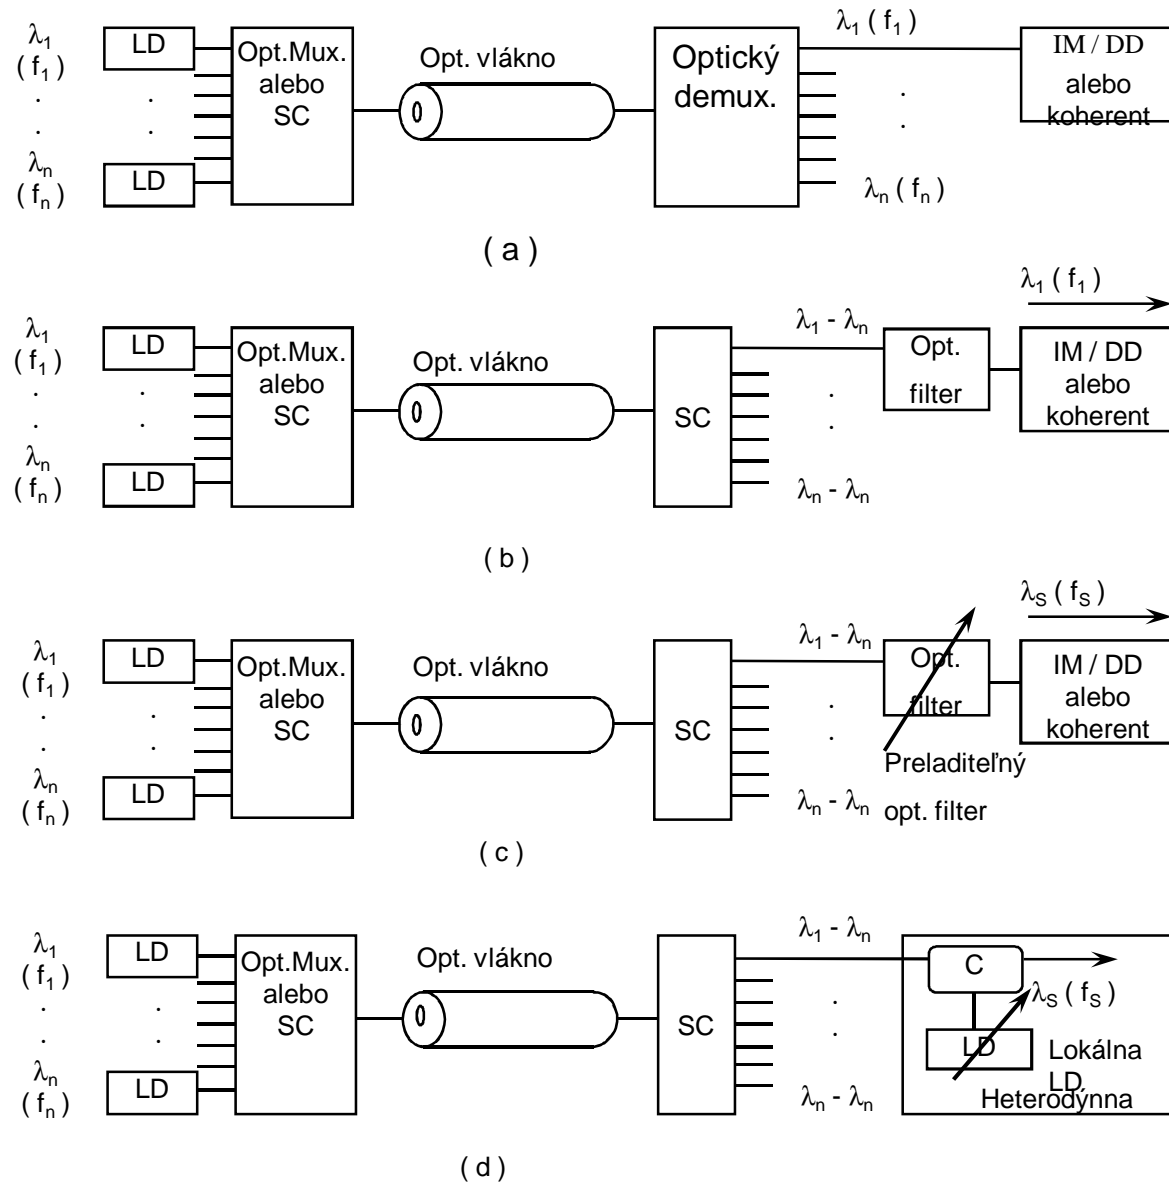 λ1 ( f1 )
λ1
( f1 )
LD
Opt.Mux.
alebo
SC
Opt. vlákno
Optický
demux.
IM / DD
alebo
koherent
. . . .
. . . .
λn
( fn )
LD
λn ( fn )
( a )
λ1 ( f1 )
λ1
( f1 )
LD
Opt.Mux.
alebo
SC
Opt. vlákno
SC
λ1 - λn
Opt.
filter
IM / DD
alebo
koherent
. . .
. . .
λn
( fn )
LD
λn - λn
( b )
λS ( fS )
λ1
( f1 )
LD
Opt.Mux.
alebo
SC
Opt. vlákno
SC
λ1 - λn
Opt.
filter
IM / DD
alebo
koherent
. . .
. . .
Preladiteľný
opt. filter
λn
( fn )
LD
λn - λn
( c )
λ1
( f1 )
LD
Opt.Mux.
alebo
SC
Opt. vlákno
SC
λ1 - λn
C
λS ( fS )
. . .
. . .
LD
Lokálna
LD
Heterodýnna
λn
( fn )
LD
λn - λn
( d )